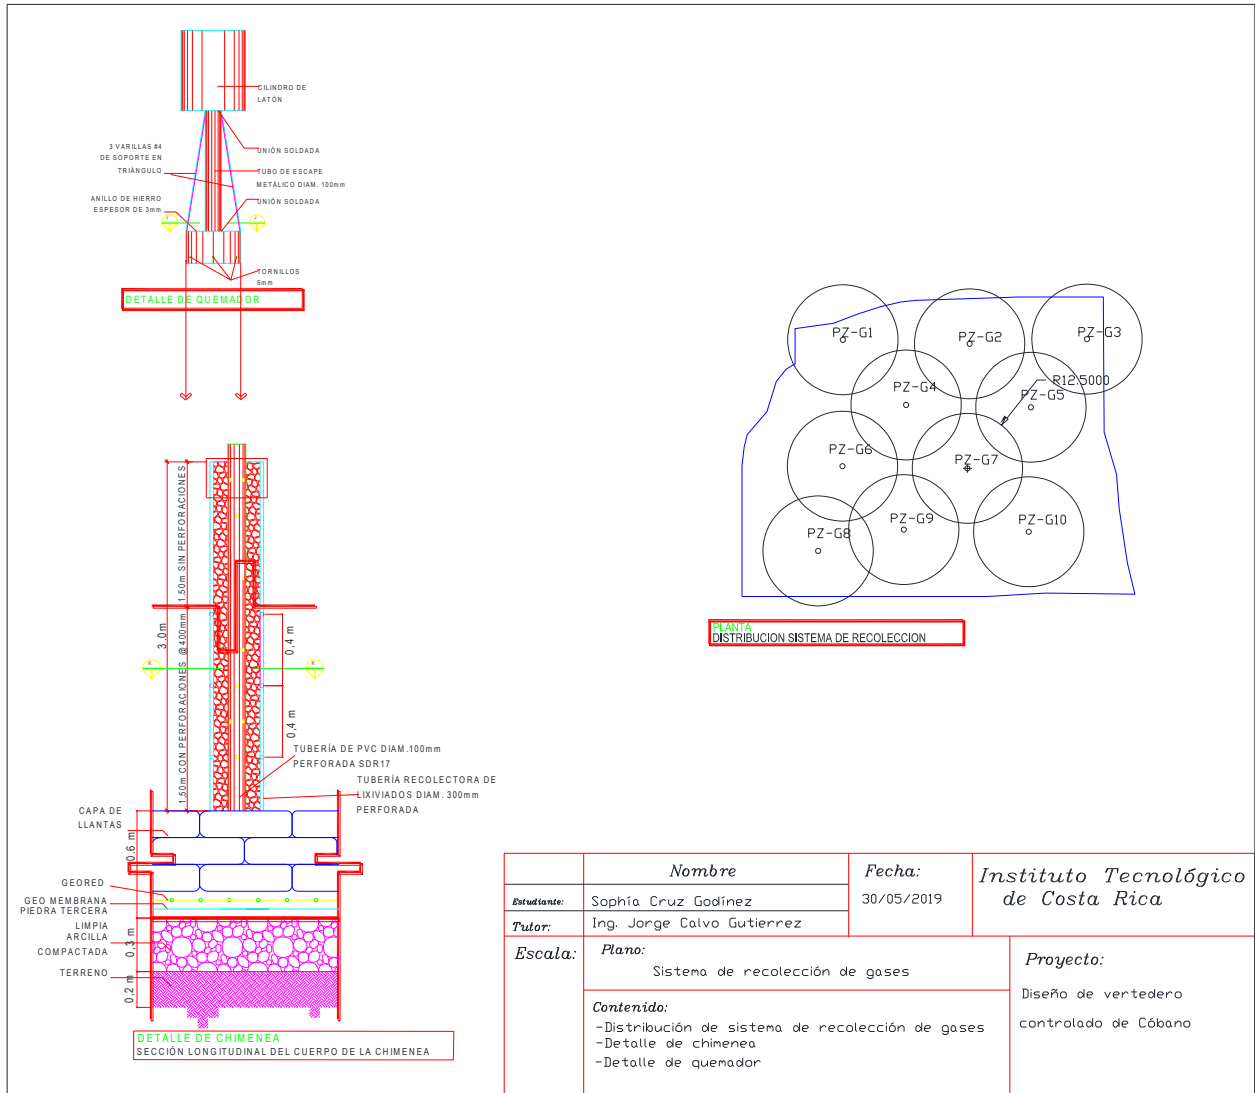 CILINDRO DE
LATÓN
3 VARILLAS #4
DE SOPORTE EN
TRIÁNGULO
UNIÓN SOLDADA
TUBO DE ESCAPE
METÁLICO DIAM. 100mm
ANILLO DE HIERRO
ESPESOR DE 3mm
UNIÓN SOLDADA
TORNILLOS
6mm
DETALLE DE QUEMADOR
PZ-G1
PZ-G2
PZ-G3
PZ-G4
R12.5000
PZ-G5
PZ-G6
PZ-G7
PZ-G8
PZ-G9
PZ-G10
PLANTA
DISTRIBUCION SISTEMA DE RECOLECCION
3.0m
1.50m SIN PERFORACIONES
1.50m CON PERFORACIONES @400mm
0,4 m
0,4 m
TUBERÍA DE PVC DIAM.100mm
PERFORADA SDR17
TUBERÍA RECOLECTORA DE
LIXIVIADOS DIAM. 300mm
PERFORADA
CAPA DE
LLANTAS
0.6 m
GEORED
GEO MEMBRANA
PIEDRA TERCERA
LIMPIA
ARCILLA
COMPACTADA
0,3 m
TERRENO
0,2 m
DETALLE DE CHIMENEA
SECCIÓN LONGITUDINAL DEL CUERPO DE LA CHIMENEA
Nombre
Estudiante:
Sophía Cruz Godínez
Tutor:
Ing. Jorge Calvo Gutierrez
Fecha:
30/05/2019
Instituto Tecnológico
de Costa Rica
Escala:
Plano:
Sistema de recolección de gases
Contenido:
-Distribución de sistema de recolección de gases
-Detalle de chimenea
-Detalle de quemador
Proyecto:
Diseño de vertedero
controlado de Cóbano